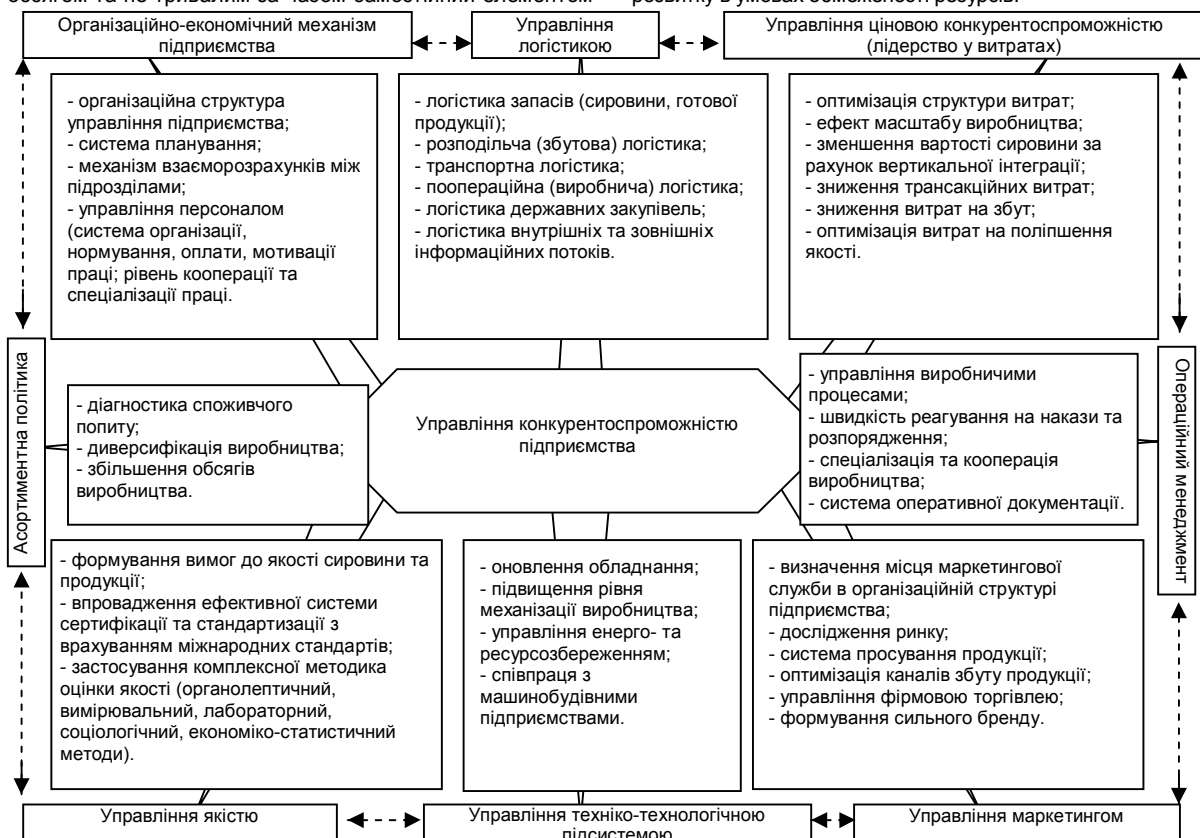 Організаційно-економічний механізм
підприємства
Управління
логістикою
Управління ціновою конкурентоспроможністю
(лідерство у витратах)
- організаційна структура
управління підприємства;
- система планування;
- механізм взаєморозрахунків між
підрозділами;
- управління персоналом
(система організації,
нормування, оплати, мотивації
праці; рівень кооперації та
спеціалізації праці.
- логістика запасів (сировини, готової
продукції);
- розподільча (збутова) логістика;
- транспортна логістика;
- поопераційна (виробнича) логістика;
- логістика державних закупівель;
- логістика внутрішніх та зовнішніх
інформаційних потоків.
- оптимізація структури витрат;
- ефект масштабу виробництва;
- зменшення вартості сировини за
рахунок вертикальної інтеграції;
- зниження трансакційних витрат;
- зниження витрат на збут;
- оптимізація витрат на поліпшення
якості.
Асортиментна політика
- діагностика споживчого
попиту;
- диверсифікація виробництва;
- збільшення обсягів
виробництва.
Управління конкурентоспроможністю
підприємства
- управління виробничими
процесами;
- швидкість реагування на накази та
розпорядження;
- спеціалізація та кооперація
виробництва;
- система оперативної документації.
Операційний менеджмент
- формування вимог до якості сировини та
продукції;
- впровадження ефективної системи
сертифікації та стандартизації з
врахуванням міжнародних стандартів;
- застосування комплексної методика
оцінки якості (органолептичний,
вимірювальний, лабораторний,
соціологічний, економіко-статистичний
методи).
- оновлення обладнання;
- підвищення рівня
механізації виробництва;
- управління енерго- та
ресурсозбереженням;
- співпраця з
машинобудівними
підприємствами.
- визначення місця маркетингової
служби в організаційній структурі
підприємства;
- дослідження ринку;
- система просування продукції;
- оптимізація каналів збуту продукції;
- управління фірмовою торгівлею;
- формування сильного бренду.
Управління якістю
Управління техніко-технологічною
підсистемою
Управління маркетингом